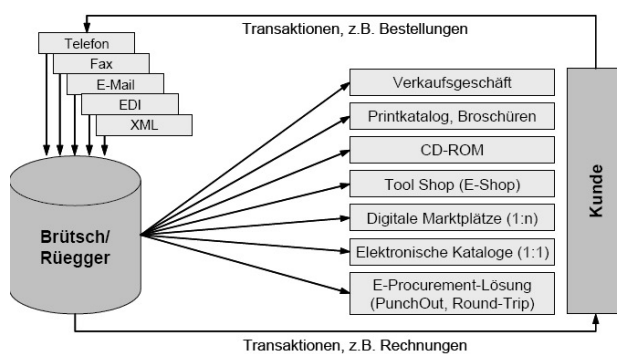 Transaktionen, z.B. Bestellungen
Telefon
Fax
E-Mail
EDI
XML
Brütsch/
Rüegger
Verkaufsgeschäft
Printkatalog, Broschüren
CD-ROM
Tool Shop (E-Shop)
Digitale Marktplätze (1:n)
Elektronische Kataloge (1:1)
E-Procurement-Lösung
(PunchOut, Round-Trip)
Kunde
Transaktionen, z.B. Rechnungen